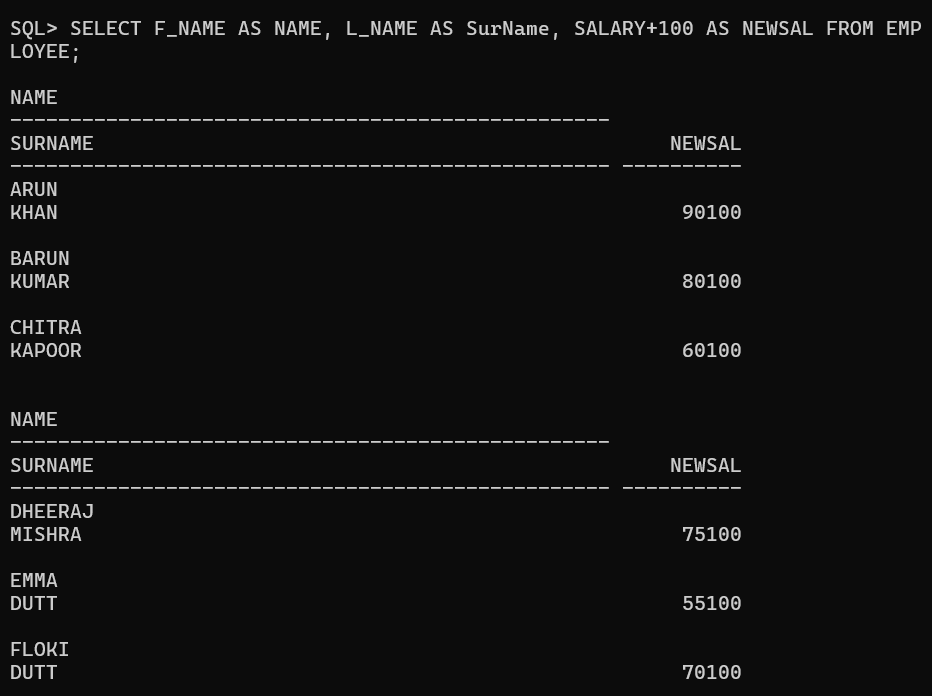 SQL> SELECT F_NAME AS NAME, L_NAME AS SurName, SALARY+100 AS NEWSAL FROM EMP
LOYEE;
NAME
--------------------------------------------------
SURNAME                                                NEWSAL
-------------------------------------------------- ----------
ARUN
KHAN                                                    90100
BARUN
KUMAR                                                   80100
CHITRA
KAPOOR                                                  60100
NAME
--------------------------------------------------
SURNAME                                                NEWSAL
-------------------------------------------------- ----------
DHEERAJ
MISHRA                                                  75100
EMMA
DUTT                                                    55100
FLOKI
DUTT                                                    70100